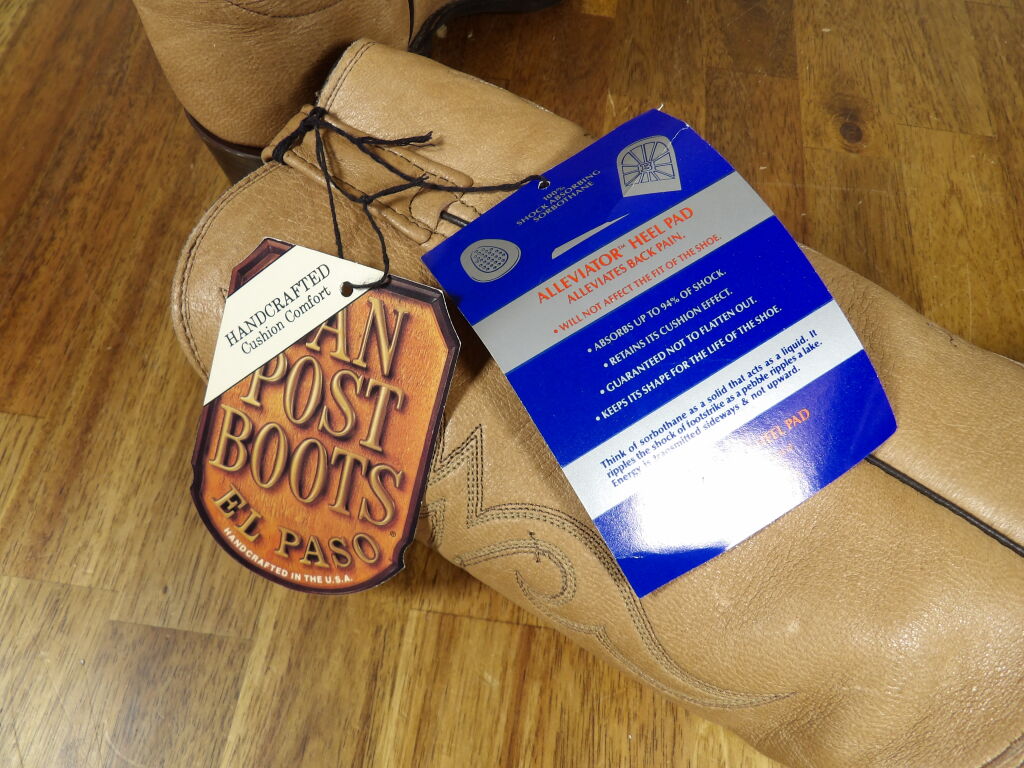 HANDCRAFTED
Cushion Comfort
AN
POST
BOOTS
EL PASO®
HANDCRAFTED IN THE U.S.A.
100%
SHOCK ABSORBING
SORBOTHANE
ALLEVIATOR™ HEEL PAD
ALLEVIATES BACK PAIN.
• WILL NOT AFFECT THE FIT OF THE SHOE.
• ABSORBS UP TO 94% OF SHOCK.
• RETAINS ITS CUSHION EFFECT.
• GUARANTEED NOT TO FLATTEN OUT.
• KEEPS ITS SHAPE FOR THE LIFE OF THE SHOE.
Think of sorbothane as a solid that acts as a liquid. It
ripples the shock of footstrike as a pebble ripples a lake.
Energy is transmitted sideways & not upward.
HEEL PAD